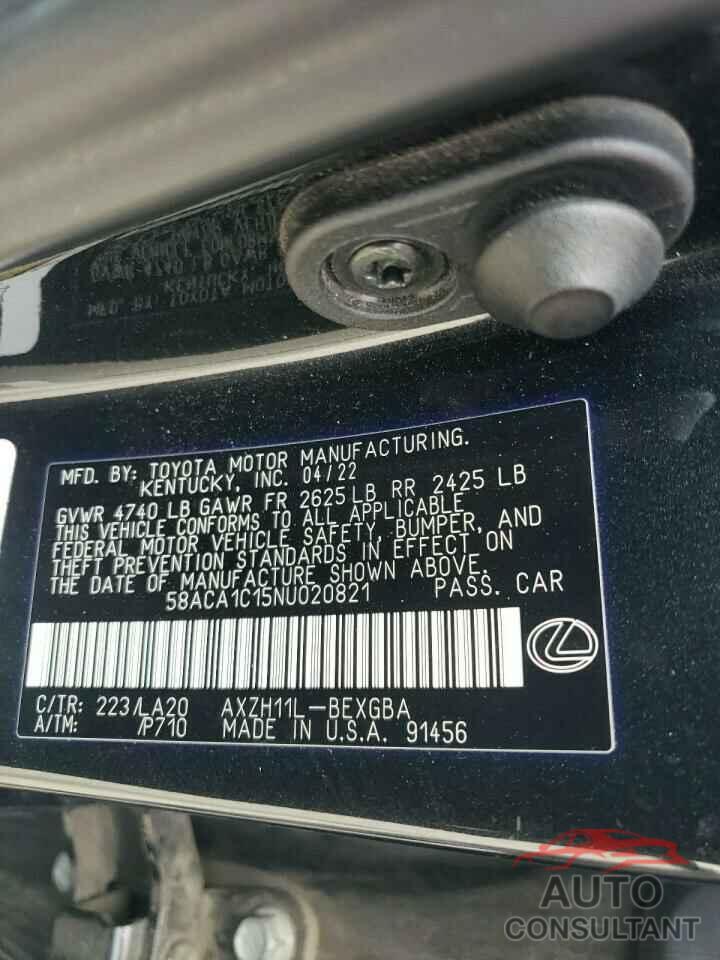 MFD. BY: TOYOTA MOTOR MANUFACTURING.
KENTUCKY, INC. 04/22
GVWR 4740 LB GAWR FR 2625 LB RR 2425 LB
THIS VEHICLE CONFORMS TO ALL APPLICABLE
FEDERAL MOTOR VEHICLE SAFETY, BUMPER, AND
THEFT PREVENTION STANDARDS IN EFFECT ON
THE DATE OF MANUFACTURE SHOWN ABOVE.
58ACA1C15NU020821 PASS. CAR
C/TR: 223/LA20 AXZH11L-BEXGBA
A/TM: /P710 MADE IN U.S.A. 91456
AUTO
CONSULTANT